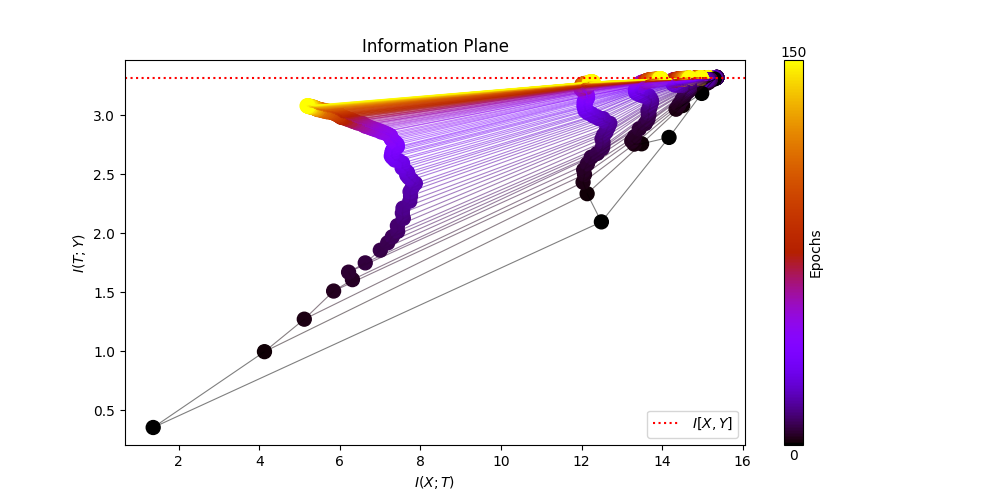 Information Plane
150
3.0
2.5
2.0
1.5
1.0
0.5
I(T; Y)
I[X, Y]
Epochs
0
2 4 6 8 10 12 14 16
I(X; T)